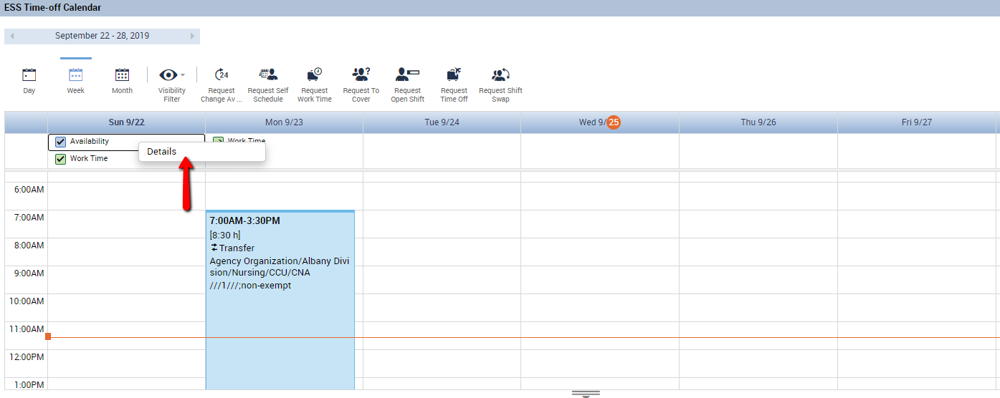 ESS Time-off Calendar
September 22 - 28, 2019
Day
Week
Month
Visibility
Filter
24
Request
Change Av ...
Request Self
Schedule
Request
Work Time
?
Request To
Cover
Request
Open Shift
Request
Time Off
Request Shift
Swap
Sun 9/22
Mon 9/23
Tue 9/24
Wed 9/25
Thu 9/26
Fri 9/27
Availability
Work Time
Details
Work Time
6:00AM
7:00AM
8:00AM
9:00AM
10:00AM
11:00AM
12:00PM
1:00PM
7:00AM-3:30PM
[8:30 h]
Transfer
Agency Organization/Albany Divi
sion/Nursing/CCU/CNA
///1///;non-exempt